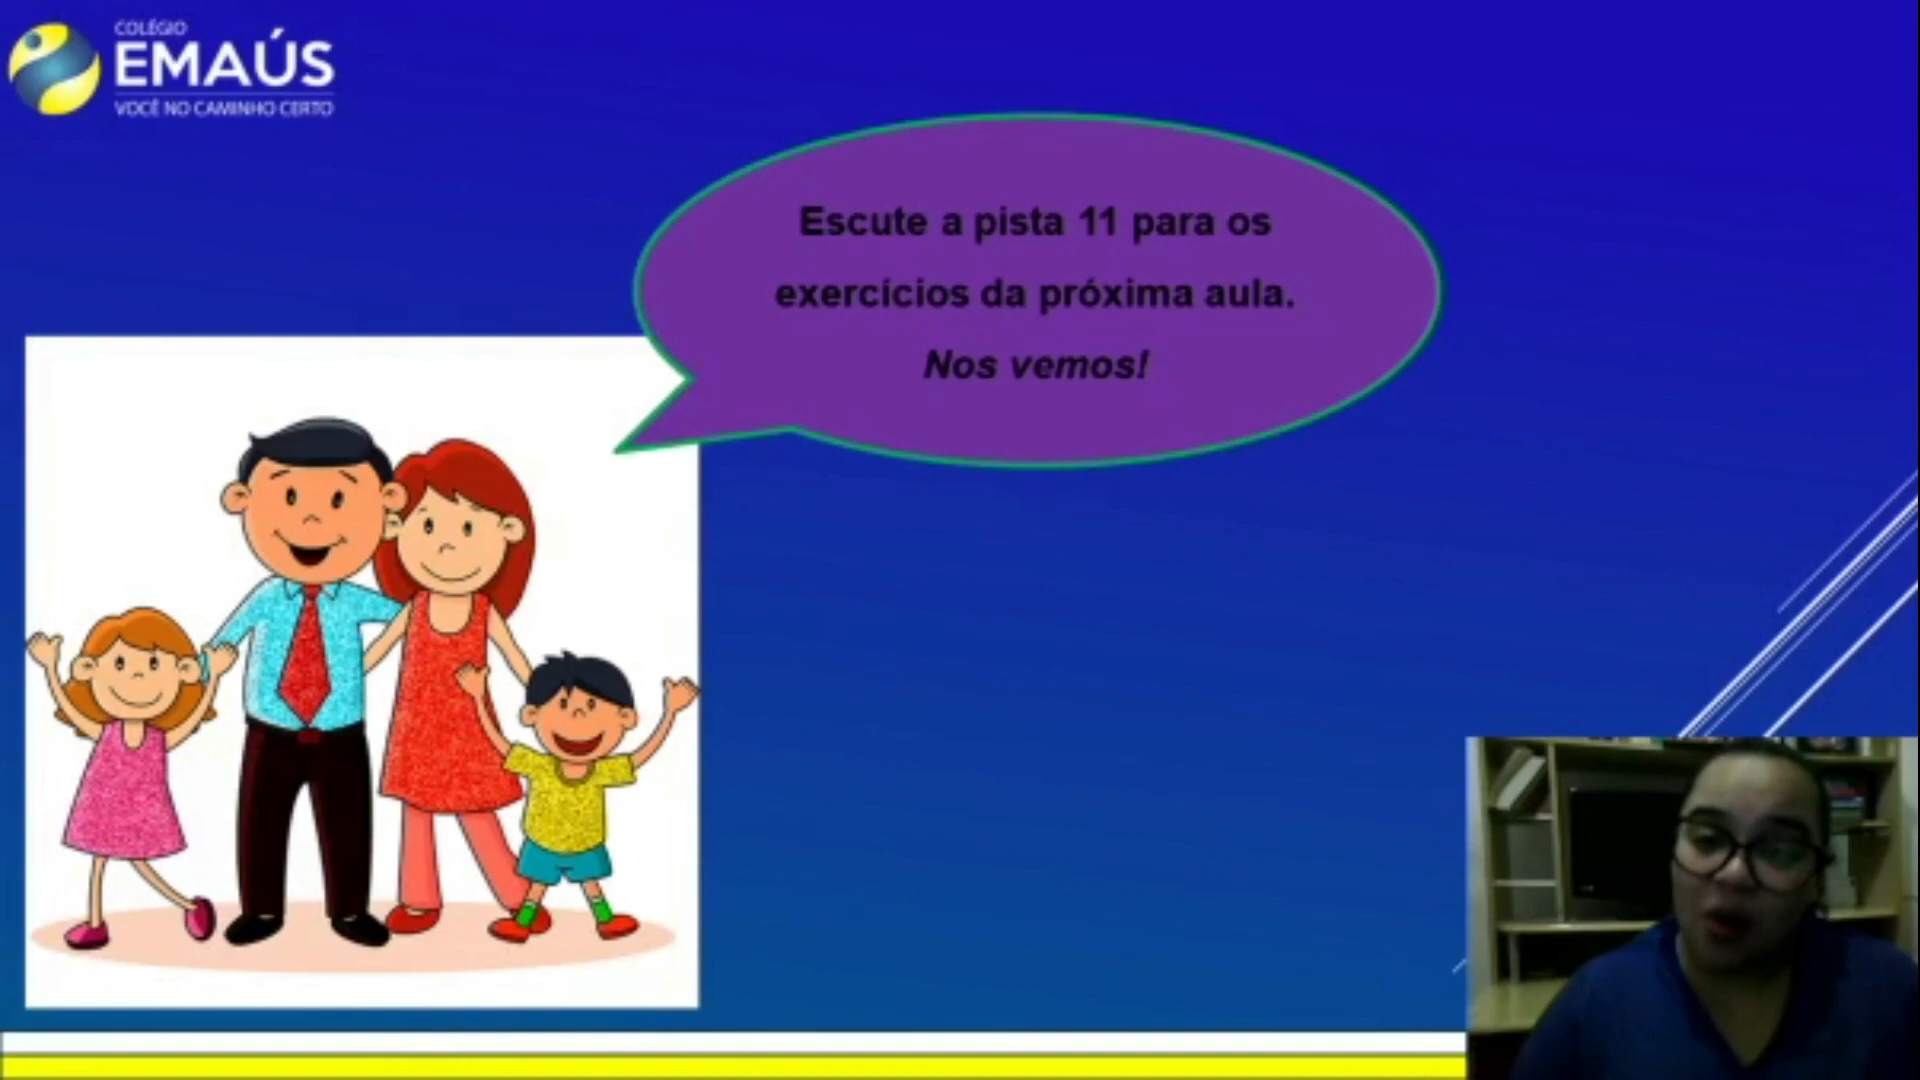 COLÉGIO
EMAÚS
VOCÊ NO CAMINHO CERTO
Escute a pista 11 para os
exercícios da próxima aula.
Nos vemos!